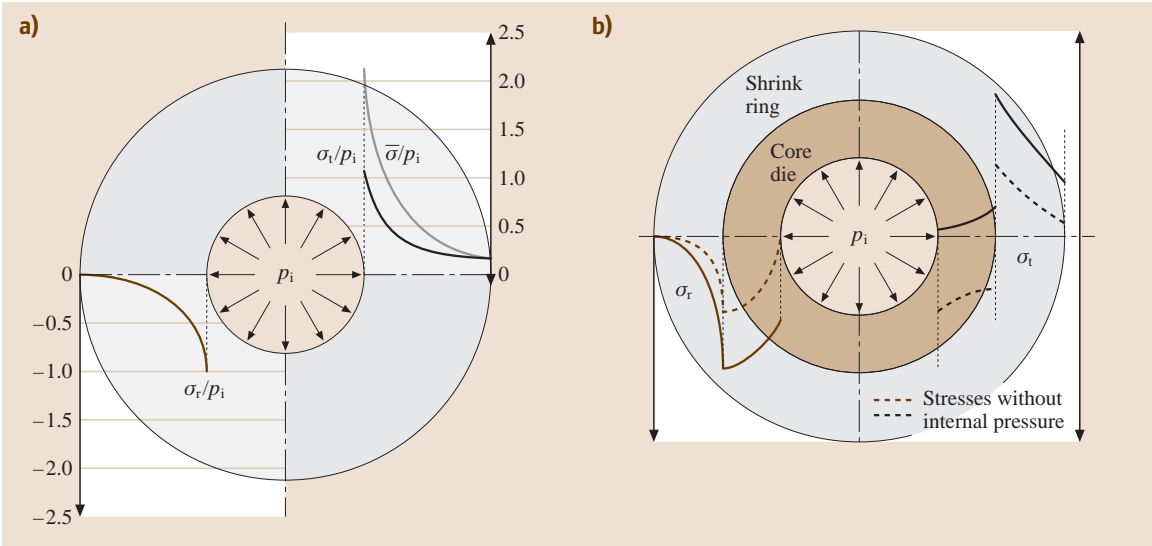 a)
2.5
2.0
1.5
σt/pi
σ̅/pi
1.0
0.5
pi
0
0
−0.5
−1.0
σr/pi
−1.5
−2.0
−2.5
b)
Shrink
ring
Core
die
pi
σr
σt
Stresses without
internal pressure